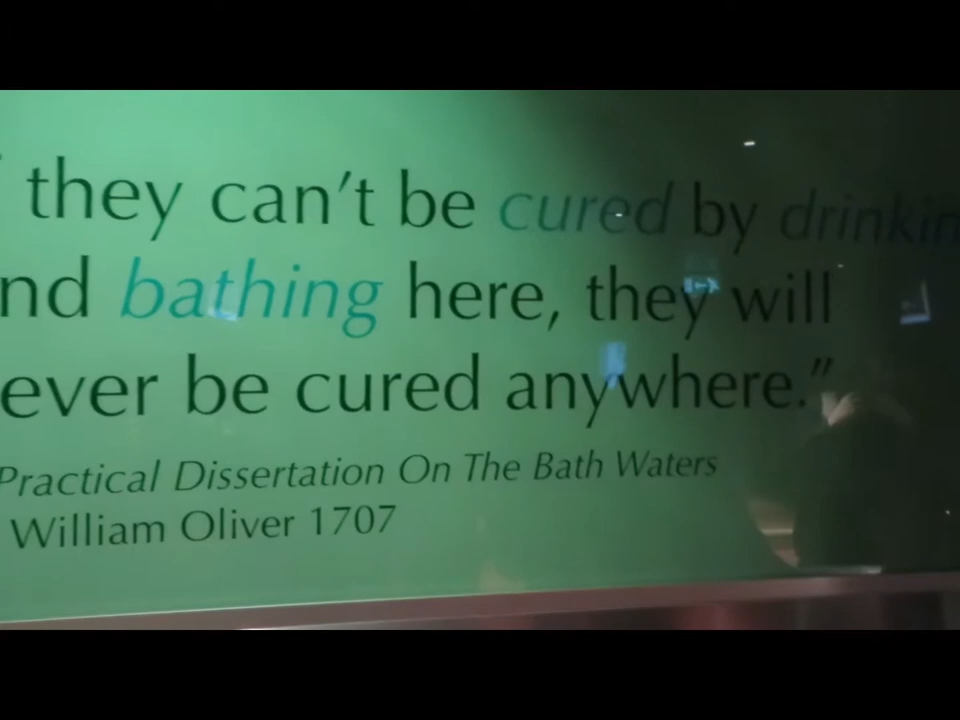 they can't be cured by drinkin
nd bathing here, they will
ever be cured anywhere.”
Practical Dissertation On The Bath Waters
William Oliver 1707